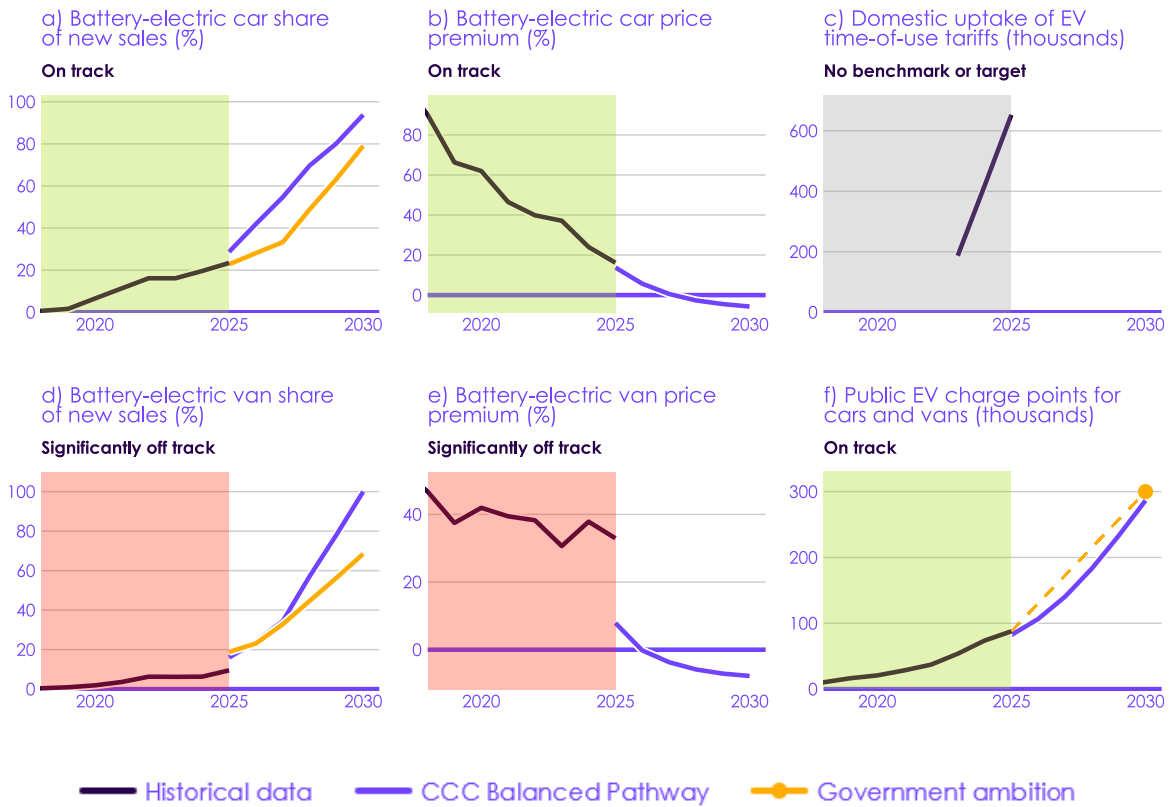 a) Battery-electric car share
of new sales (%)
On track
100
80
60
40
20
0
2020
2025
2030
b) Battery-electric car price
premium (%)
On track
80
60
40
20
0
2020
2025
2030
c) Domestic uptake of EV
time-of-use tariffs (thousands)
No benchmark or target
600
400
200
0
2020
2025
2030
d) Battery-electric van share
of new sales (%)
Significantly off track
100
80
60
40
20
0
2020
2025
2030
e) Battery-electric van price
premium (%)
Significantly off track
40
20
0
2020
2025
2030
f) Public EV charge points for
cars and vans (thousands)
On track
300
200
100
0
2020
2025
2030
Historical data
CCC Balanced Pathway
Government ambition